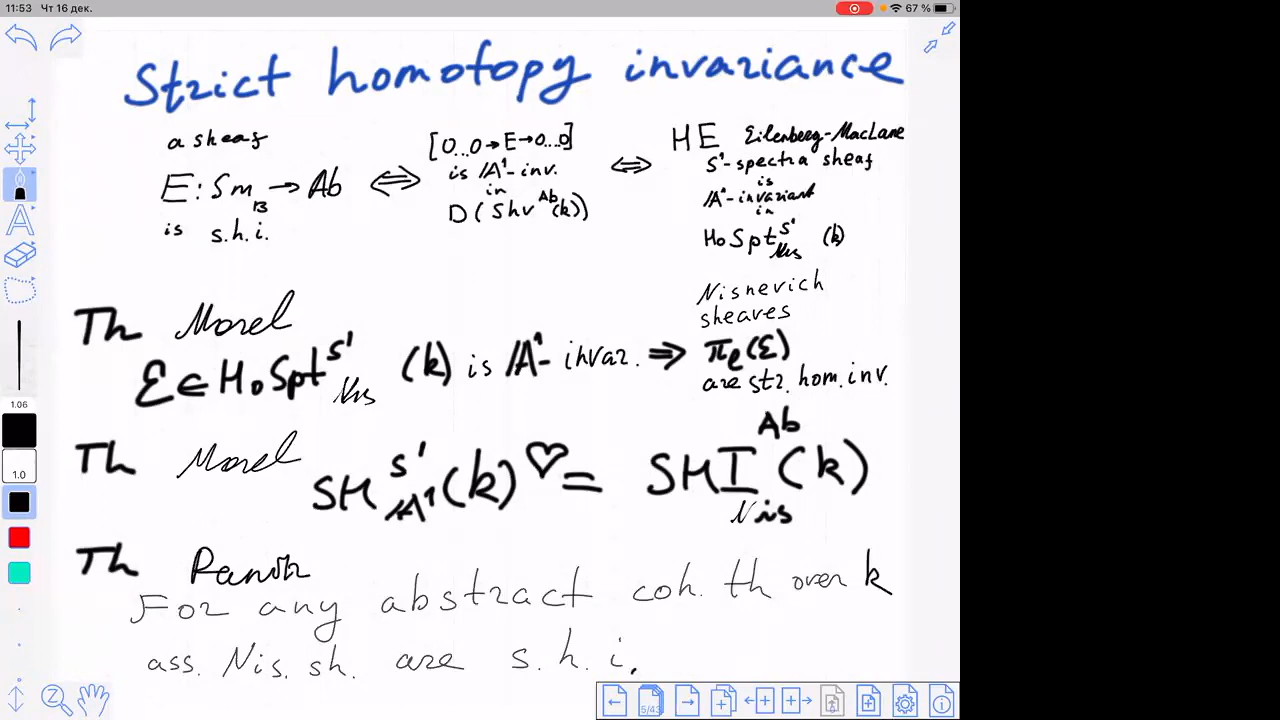 11:53 Чт 16 дек.
67 %
Strict homotopy invariance
a sheaf
E : Sm_B → Ab
is s.h.i.
⇔
[0...0→E→0...0]
is A¹-inv.
in
D(Shv^Ab(k))
⇔
HE Eilenberg-MacLane
S¹-spectra sheaf
is
A¹-invariant
in
HoSpt^S¹_Nis (k)
Th Morel
ℰ ∈ HoSpt^S¹_Nis (k) is A¹- invar. ⇒ π_l(ℰ)
Nisnevich
sheaves
are str. hom. inv.
Th Morel
SH^S¹_A¹(k)^♡ = SHI^Ab_Nis(k)
Th Panin
For any abstract coh. th over k
ass. Nis. sh. are s.h.i.
1.06
1.0
5/43